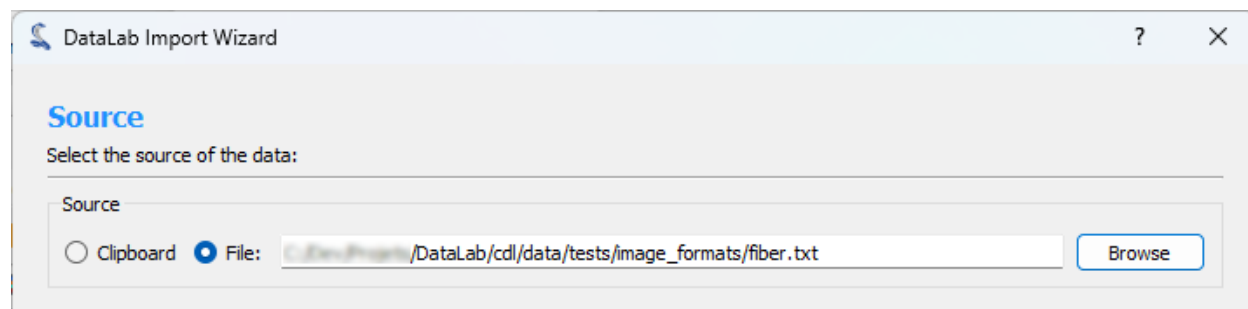 DataLab Import Wizard ?
Source
Select the source of the data:
Source
Clipboard File: /DataLab/cdl/data/tests/image_formats/fiber.txt Browse